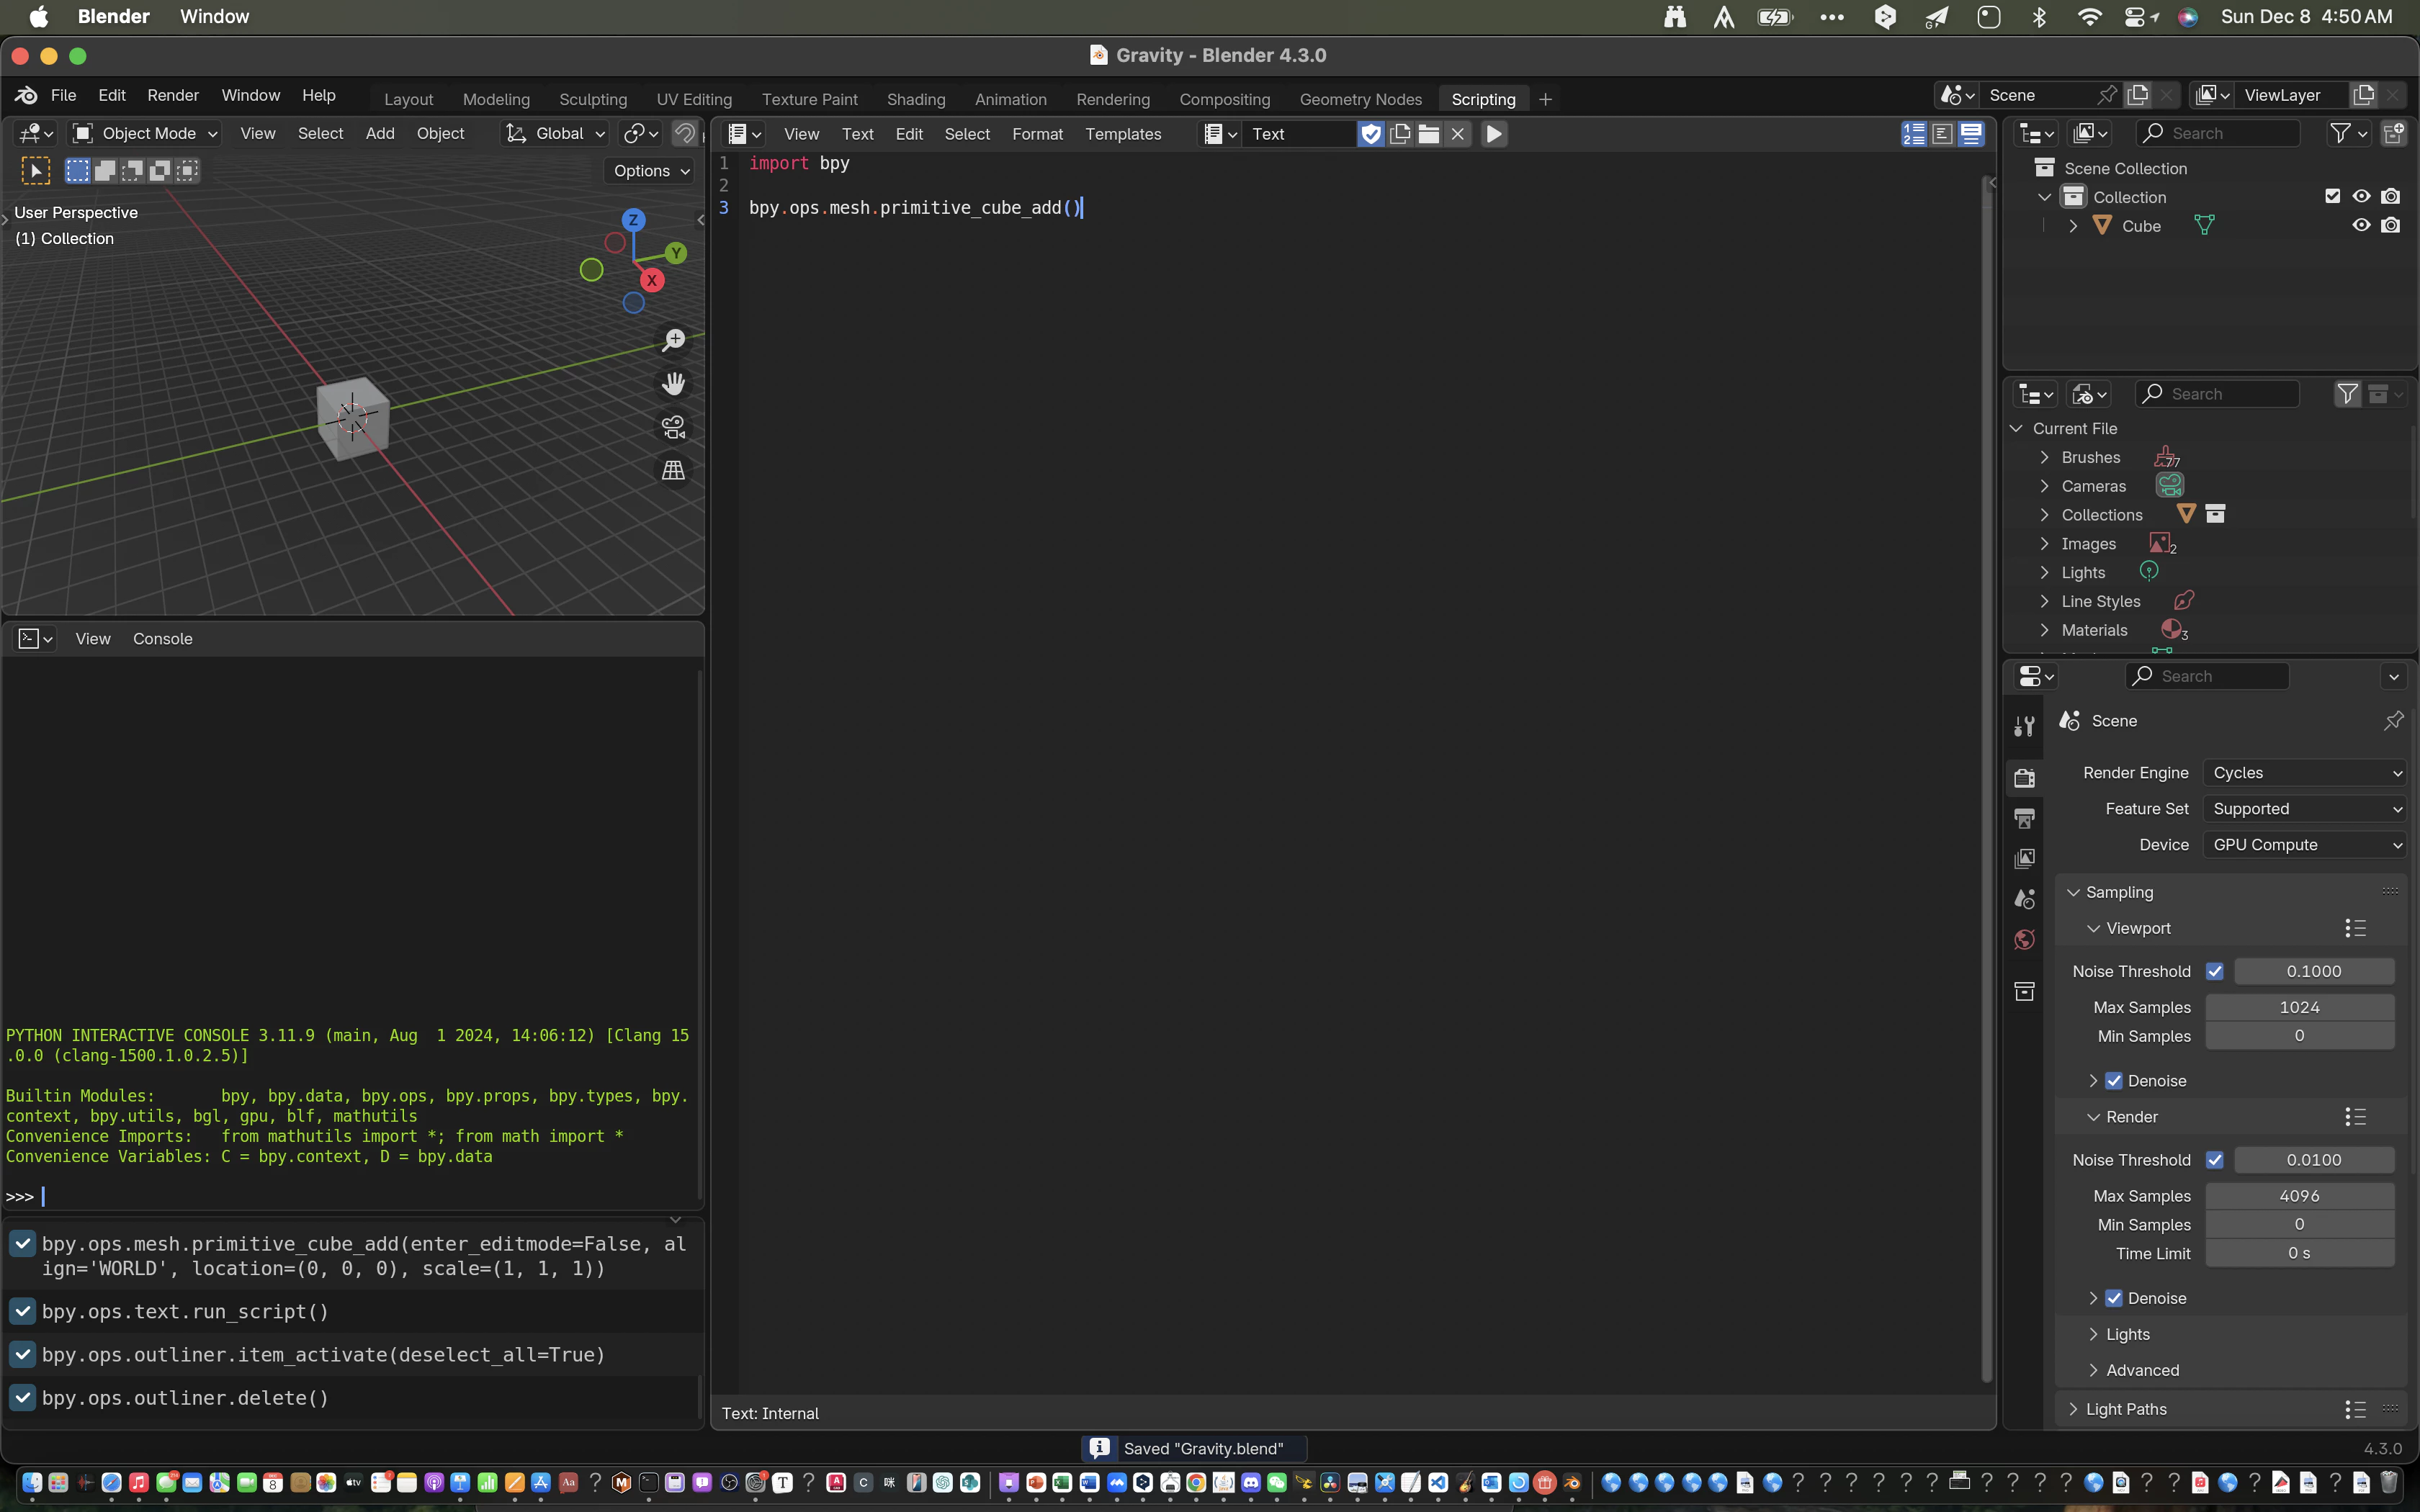 Blender Window Sun Dec 8 4:50 AM
Gravity - Blender 4.3.0
File Edit Render Window Help Layout Modeling Sculpting UV Editing Texture Paint Shading Animation Rendering Compositing Geometry Nodes Scripting + Scene ViewLayer
Object Mode View Select Add Object Global
Options
User Perspective
(1) Collection
Z
Y
X
View Console
PYTHON INTERACTIVE CONSOLE 3.11.9 (main, Aug  1 2024, 14:06:12) [Clang 15
.0.0 (clang-1500.1.0.2.5)]
Builtin Modules:       bpy, bpy.data, bpy.ops, bpy.props, bpy.types, bpy.
context, bpy.utils, bgl, gpu, blf, mathutils
Convenience Imports:   from mathutils import *; from math import *
Convenience Variables: C = bpy.context, D = bpy.data
>>>
bpy.ops.mesh.primitive_cube_add(enter_editmode=False, al
ign='WORLD', location=(0, 0, 0), scale=(1, 1, 1))
bpy.ops.text.run_script()
bpy.ops.outliner.item_activate(deselect_all=True)
bpy.ops.outliner.delete()
View Text Edit Select Format Templates Text
1 import bpy
2
3 bpy.ops.mesh.primitive_cube_add()
Text: Internal
Search
Scene Collection
Collection
Cube
Search
Current File
Brushes 77
Cameras
Collections
Images 2
Lights
Line Styles
Materials 3
Search
Scene
Render Engine Cycles
Feature Set Supported
Device GPU Compute
Sampling
Viewport
Noise Threshold 0.1000
Max Samples 1024
Min Samples 0
Denoise
Render
Noise Threshold 0.0100
Max Samples 4096
Min Samples 0
Time Limit 0 s
Denoise
Lights
Advanced
Light Paths
Saved "Gravity.blend"
4.3.0